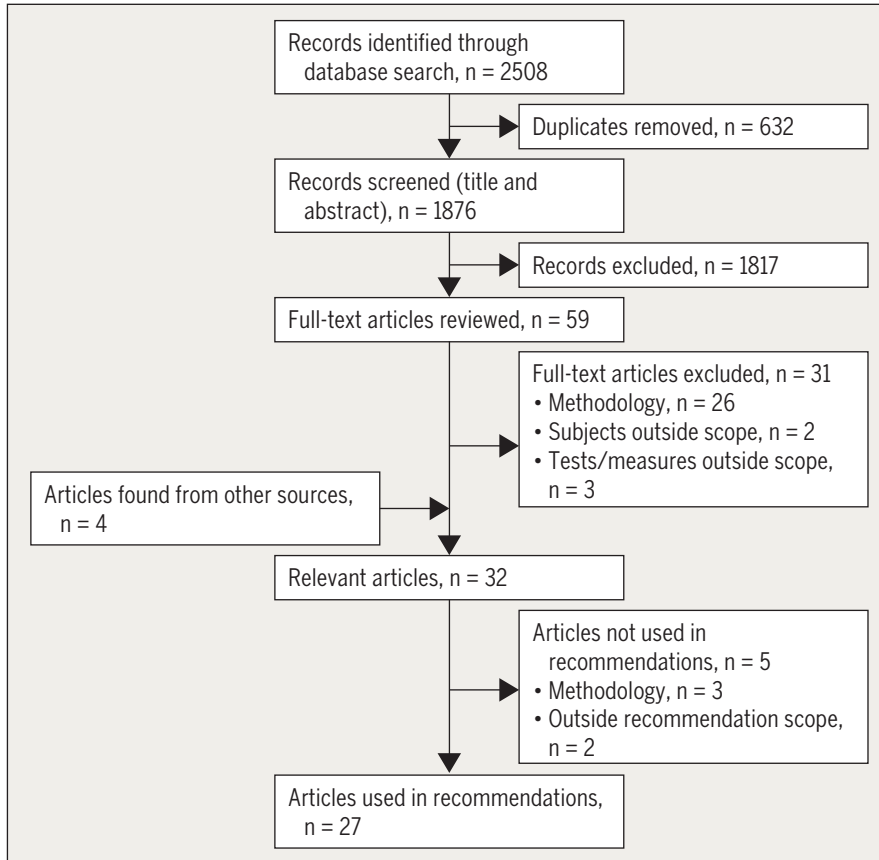 Records identified through
database search, n = 2508
Duplicates removed, n = 632
Records screened (title and
abstract), n = 1876
Records excluded, n = 1817
Full-text articles reviewed, n = 59
Full-text articles excluded, n = 31
• Methodology, n = 26
• Subjects outside scope, n = 2
• Tests/measures outside scope,
n = 3
Articles found from other sources,
n = 4
Relevant articles, n = 32
Articles not used in
recommendations, n = 5
• Methodology, n = 3
• Outside recommendation scope,
n = 2
Articles used in recommendations,
n = 27